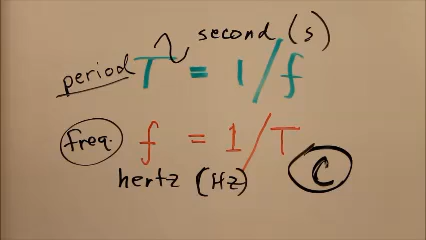 second (s)
period T = 1/f
freq. f = 1/T
hertz (Hz) C